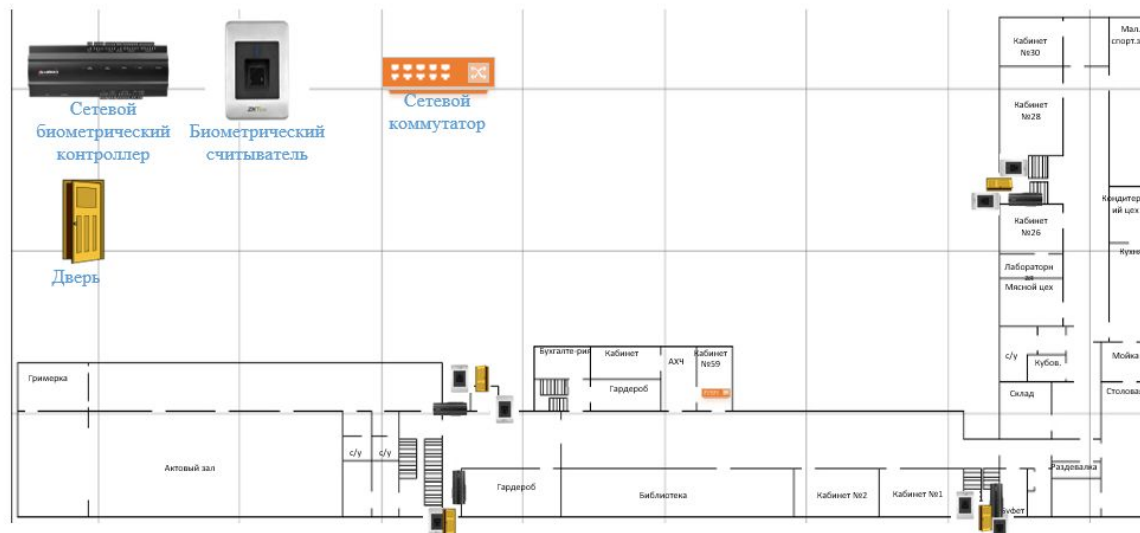 Сетевой
биометрический
контроллер
Биометрический
считыватель
Сетевой
коммутатор
Дверь
Кабинет
№30
Мал.
Кабинет
№28
Кабинет
№26
Кондитер
ий цех
Кухня
Лаборатори
ая
Мясной цех
с/у
Кубов.
Мойка
Склад
Столовая
Гримерка
Бухгалте-рия
Кабинет
АХЧ
Кабинет
№59
Гардероб
Актовый зал
с/у
с/у
Гардероб
Библиотека
Кабинет №2
Кабинет №1
Буфет
Раздевалка